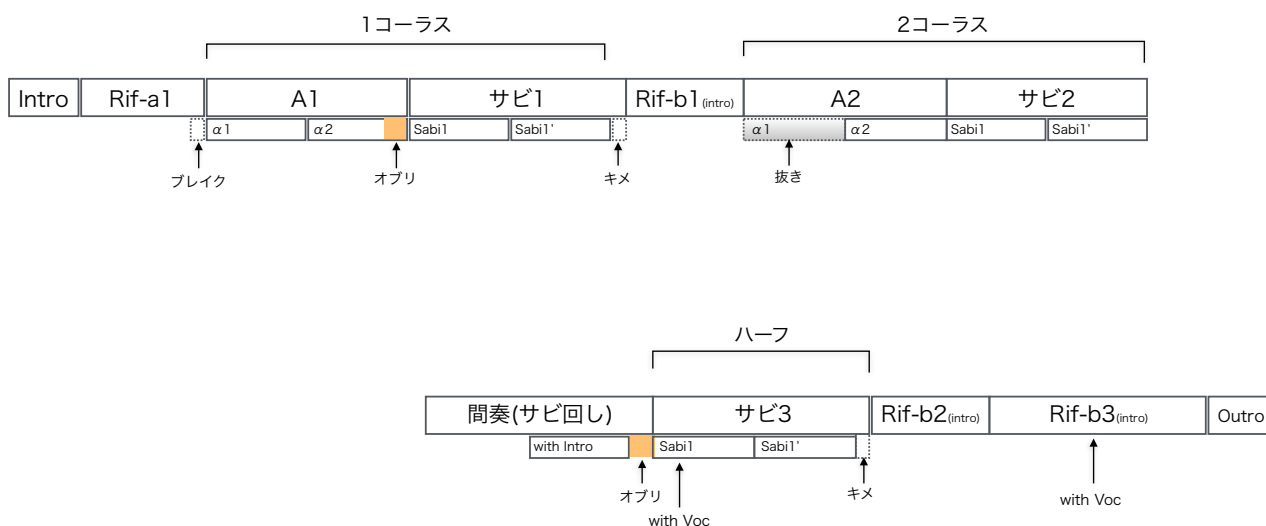 1コーラス
2コーラス
Intro
Rif-a1
A1
サビ1
Rif-b1(intro)
A2
サビ2
α1
α2
Sabi1
Sabi1'
α1
α2
Sabi1
Sabi1'
ブレイク
オブリ
キメ
抜き
ハーフ
間奏(サビ回し)
サビ3
Rif-b2(intro)
Rif-b3(intro)
Outro
with Intro
Sabi1
Sabi1'
オブリ
キメ
with Voc
with Voc